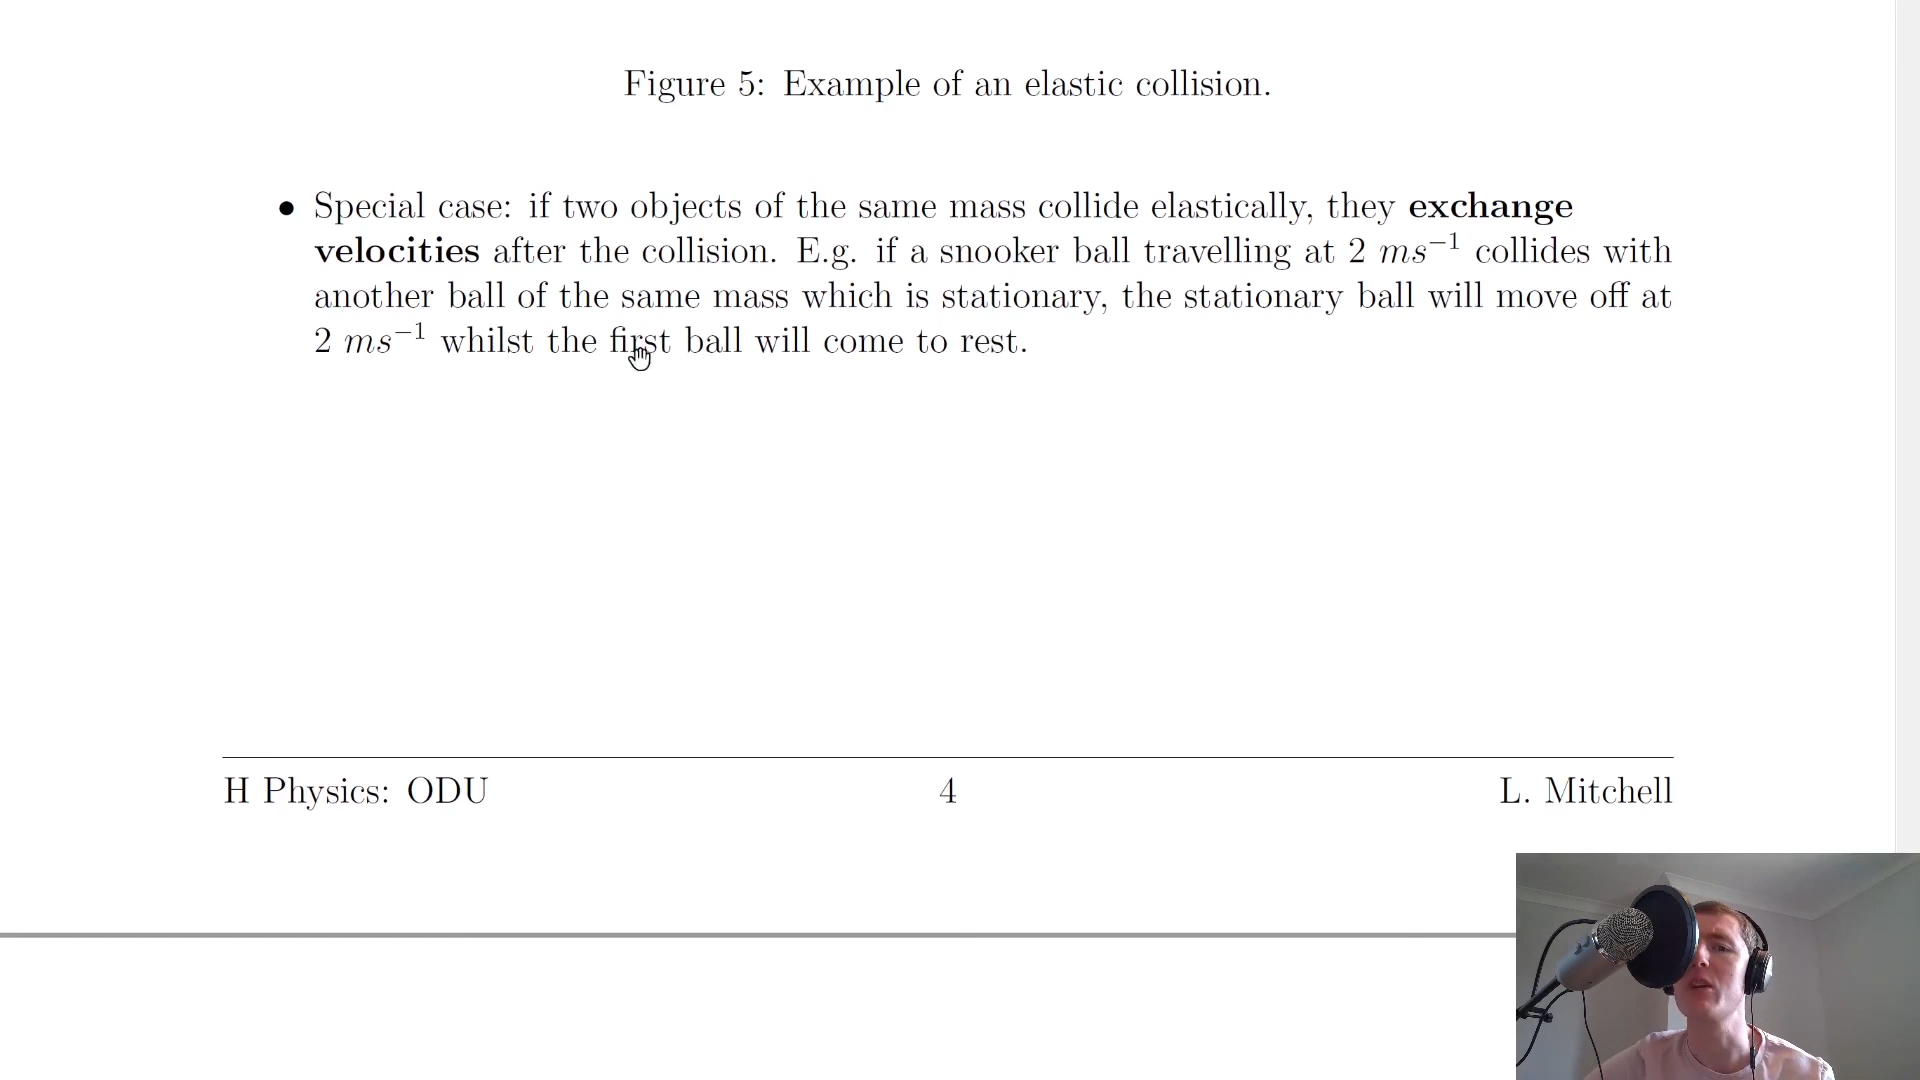 Figure 5: Example of an elastic collision.
• Special case: if two objects of the same mass collide elastically, they exchange
velocities after the collision. E.g. if a snooker ball travelling at 2 ms⁻¹ collides with
another ball of the same mass which is stationary, the stationary ball will move off at
2 ms⁻¹ whilst the first ball will come to rest.
H Physics: ODU 4 L. Mitchell